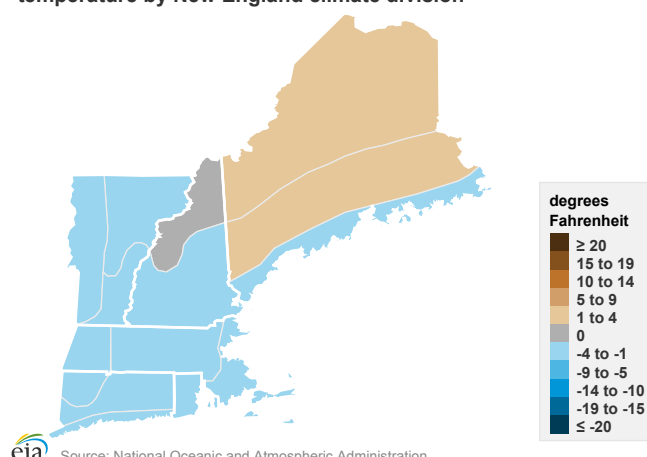 temperature by New England climate division
degrees
Fahrenheit
≥ 20
15 to 19
10 to 14
5 to 9
1 to 4
0
-4 to -1
-9 to -5
-14 to -10
-19 to -15
≤ -20
eia
Source: National Oceanic and Atmospheric Administration